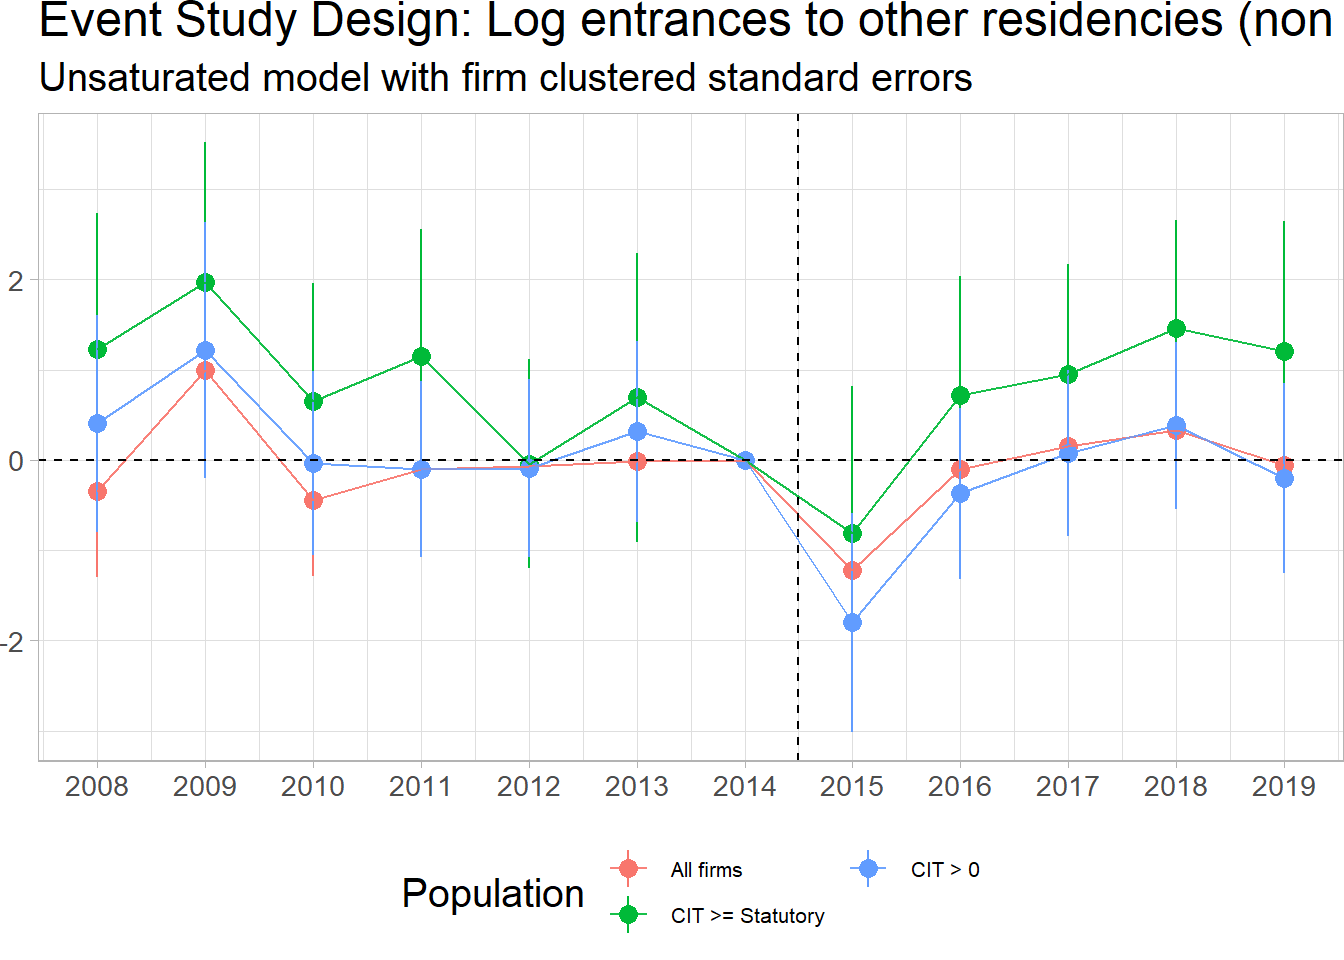 Event Study Design: Log entrances to other residencies (non
Unsaturated model with firm clustered standard errors
2
0
-2
2008 2009 2010 2011 2012 2013 2014 2015 2016 2017 2018 2019
Population
All firms
CIT > 0
CIT >= Statutory